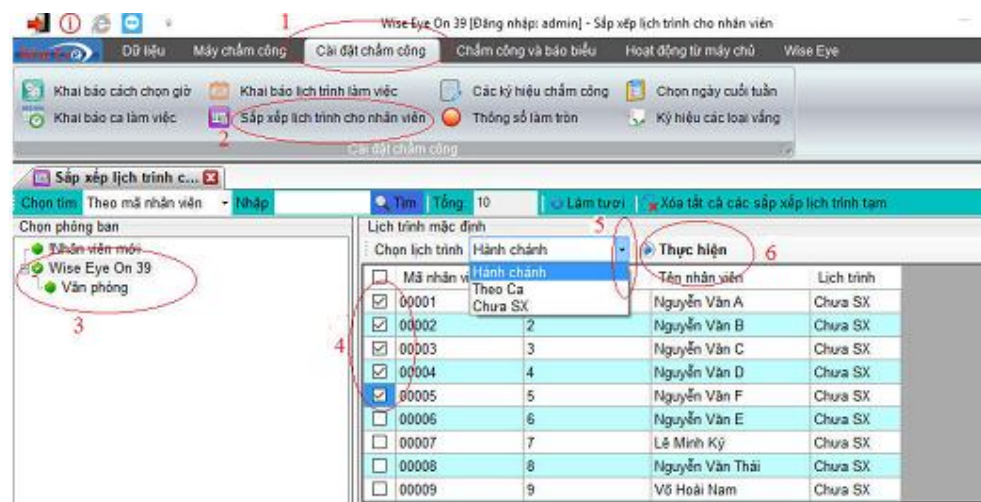 1
Wise Eye On 39 [Đăng nhập: admin] - Sắp xếp lịch trình cho nhân viên
Dữ liệu Máy chấm công Cài đặt chấm công Chấm công và báo biểu Hoạt động từ máy chủ Wise Eye
Khai báo cách chọn giờ Khai báo lịch trình làm việc Các ký hiệu chấm công Chọn ngày cuối tuần
Khai báo ca làm việc Sắp xếp lịch trình cho nhân viên Thông số làm tròn Ký hiệu các loại vắng
2
Cài đặt chấm công
Sắp xếp lịch trình c...
Chọn tìm Theo mã nhân viên Nhập Tìm Tổng: 10 Làm tươi Xóa tất cả các sắp xếp lịch trình tạm
Chọn phòng ban
Nhân viên mới
Wise Eye On 39
Văn phòng
3
Lịch trình mặc định
5
Chọn lịch trình Hành chánh Thực hiện 6
Hành chánh
Theo Ca
Chưa SX
Mã nhân v Tên nhân viên Lịch trình
00001 Nguyễn Văn A Chưa SX
00002 2 Nguyễn Văn B Chưa SX
4
00003 3 Nguyễn Văn C Chưa SX
00004 4 Nguyễn Văn D Chưa SX
00005 5 Nguyễn Văn F Chưa SX
00006 6 Nguyễn Văn E Chưa SX
00007 7 Lê Minh Ký Chưa SX
00008 8 Nguyễn Văn Thái Chưa SX
00009 9 Võ Hoài Nam Chưa SX